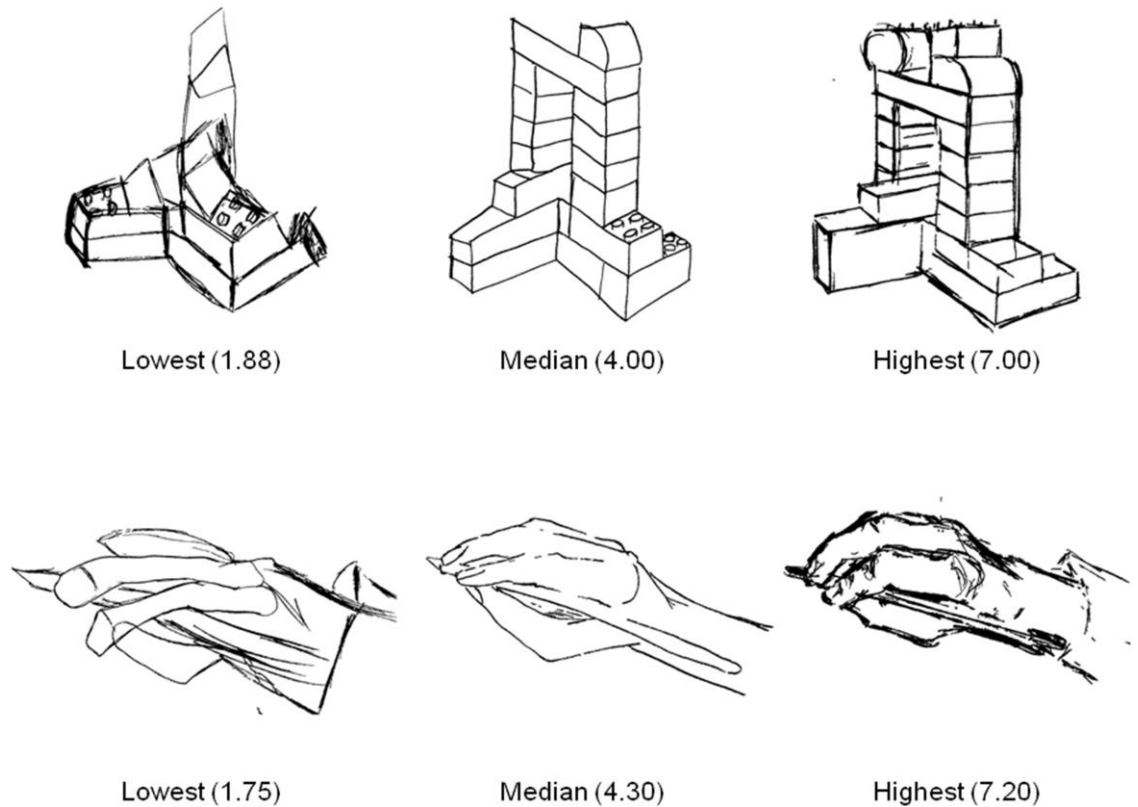 Lowest (1.88)
Median (4.00)
Highest (7.00)
Lowest (1.75)
Median (4.30)
Highest (7.20)